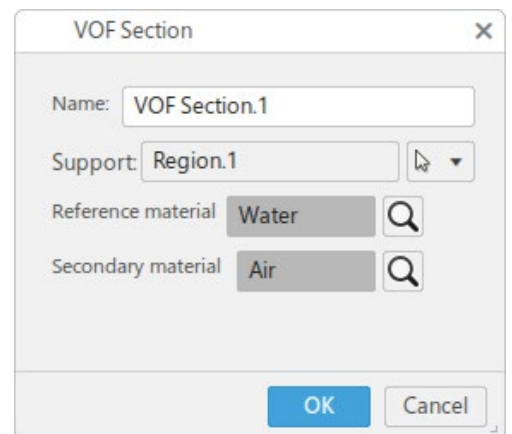 VOF Section
Name: VOF Section.1
Support: Region.1
Reference material Water
Secondary material Air
OK Cancel